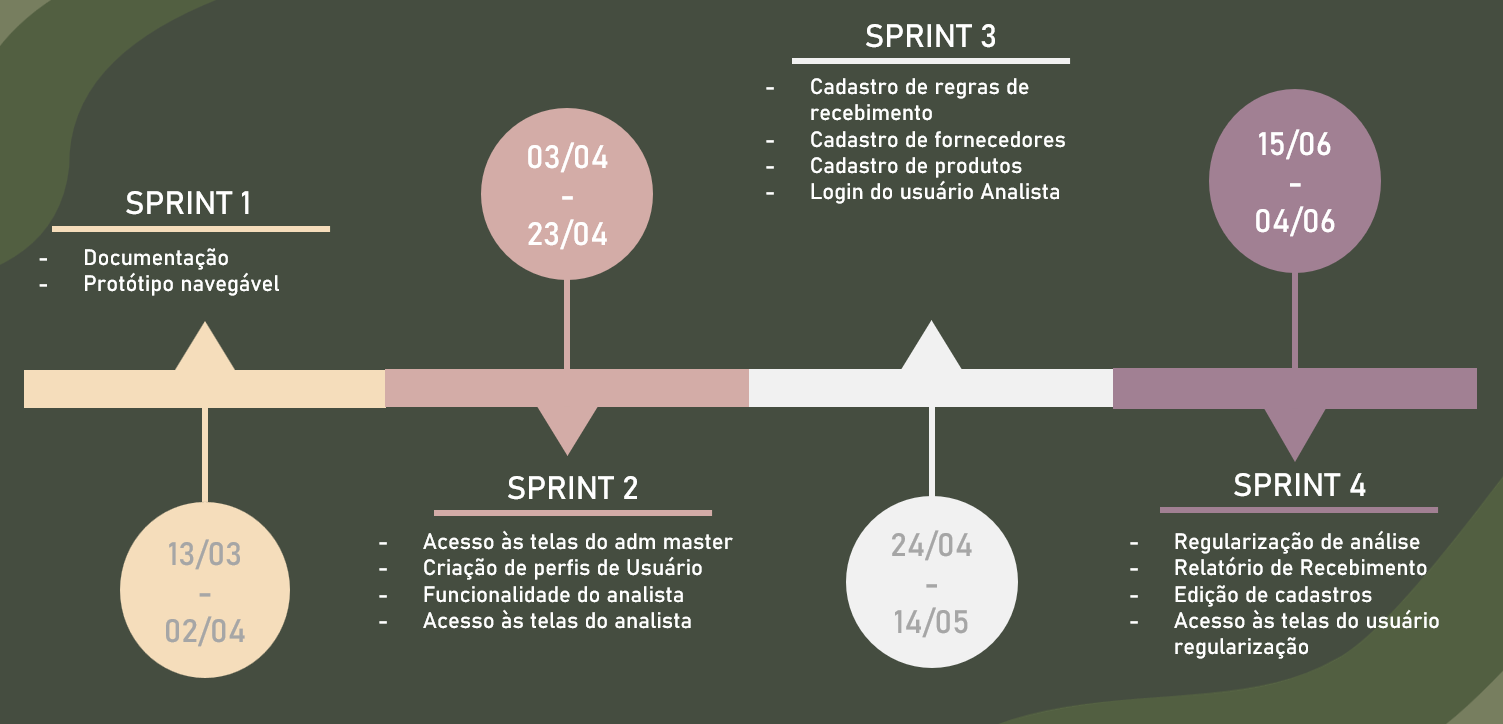 SPRINT 1
- Documentação
- Protótipo navegável
13/03
-
02/04
03/04
-
23/04
SPRINT 2
- Acesso às telas do adm master
- Criação de perfis de Usuário
- Funcionalidade do analista
- Acesso às telas do analista
SPRINT 3
- Cadastro de regras de
recebimento
- Cadastro de fornecedores
- Cadastro de produtos
- Login do usuário Analista
24/04
-
14/05
15/06
-
04/06
SPRINT 4
- Regularização de análise
- Relatório de Recebimento
- Edição de cadastros
- Acesso às telas do usuário
regularização